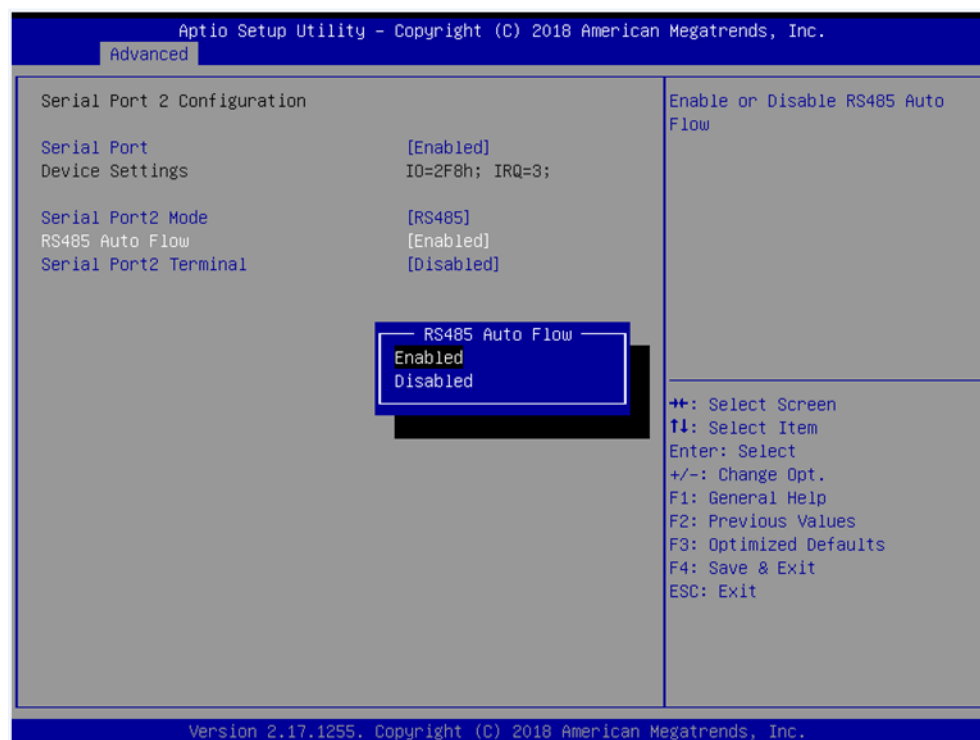 Aptio Setup Utility – Copyright (C) 2018 American Megatrends, Inc.
Advanced
Serial Port 2 Configuration
Serial Port [Enabled]
Device Settings IO=2F8h; IRQ=3;
Serial Port2 Mode [RS485]
RS485 Auto Flow [Enabled]
Serial Port2 Terminal [Disabled]
RS485 Auto Flow
Enabled
Disabled
Enable or Disable RS485 Auto
Flow
→←: Select Screen
↑↓: Select Item
Enter: Select
+/-: Change Opt.
F1: General Help
F2: Previous Values
F3: Optimized Defaults
F4: Save & Exit
ESC: Exit
Version 2.17.1255. Copyright (C) 2018 American Megatrends, Inc.